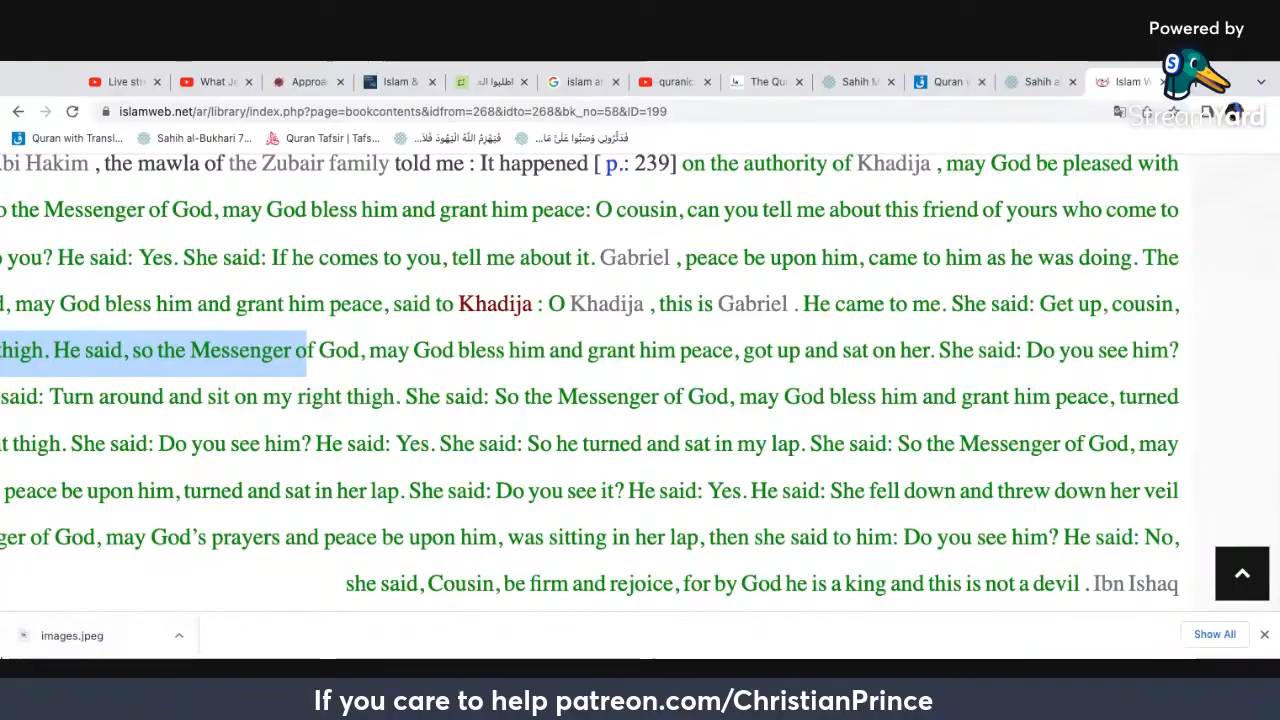 Powered by
StreamYard
Live str
What J
Approa
Islam &
اطلبوا الع
islam a
quranic
The Qu
Sahih M
Quran v
Sahih a
Islam W
islamweb.net/ar/library/index.php?page=bookcontents&idfrom=268&idto=268&bk_no=58&ID=199
Quran with Transl...
Sahih al-Bukhari 7...
Quran Tafsir | Tafs...
bi Hakim , the mawla of the Zubair family told me : It happened [ p.: 239] on the authority of Khadija , may God be pleased with
o the Messenger of God, may God bless him and grant him peace: O cousin, can you tell me about this friend of yours who come to
o you? He said: Yes. She said: If he comes to you, tell me about it. Gabriel , peace be upon him, came to him as he was doing. The
d, may God bless him and grant him peace, said to Khadija : O Khadija , this is Gabriel . He came to me. She said: Get up, cousin,
thigh. He said, so the Messenger of God, may God bless him and grant him peace, got up and sat on her. She said: Do you see him?
said: Turn around and sit on my right thigh. She said: So the Messenger of God, may God bless him and grant him peace, turned
t thigh. She said: Do you see him? He said: Yes. She said: So he turned and sat in my lap. She said: So the Messenger of God, may
peace be upon him, turned and sat in her lap. She said: Do you see it? He said: Yes. He said: She fell down and threw down her veil
ger of God, may God's prayers and peace be upon him, was sitting in her lap, then she said to him: Do you see him? He said: No,
she said, Cousin, be firm and rejoice, for by God he is a king and this is not a devil . Ibn Ishaq
images.jpeg
Show All
If you care to help patreon.com/ChristianPrince